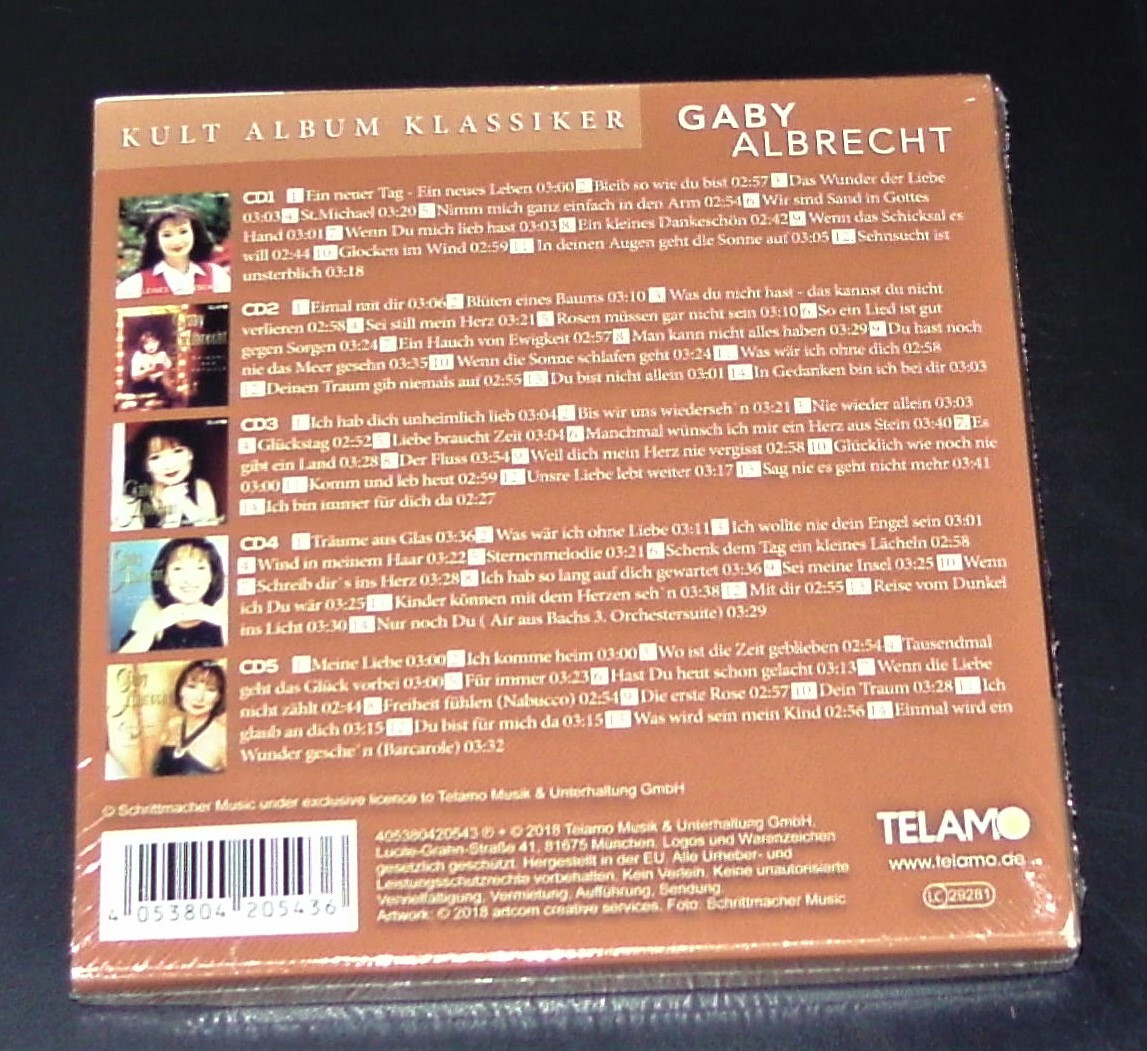 KULT ALBUM KLASSIKER
GABY
ALBRECHT
CD1 1 Ein neuer Tag - Ein neues Leben 03:00 2 Bleib so wie du bist 02:57 3 Das Wunder der Liebe
03:03 4 St.Michael 03:20 5 Nimm mich ganz einfach in den Arm 02:54 6 Wir sind Sand in Gottes
Hand 03:01 7 Wenn Du mich lieb hast 03:03 8 Ein kleines Dankeschön 02:42 9 Wenn das Schicksal es
will 02:44 10 Glocken im Wind 02:59 11 In deinen Augen geht die Sonne auf 03:05 12 Sehnsucht ist
unsterblich 03:18
CD2 1 Eimal mit dir 03:06 2 Blüten eines Baums 03:10 3 Was du nicht hast - das kannst du nicht
verlieren 02:58 4 Sei still mein Herz 03:21 5 Rosen müssen gar nicht sein 03:10 6 So ein Lied ist gut
gegen Sorgen 03:24 7 Ein Hauch von Ewigkeit 02:57 8 Man kann nicht alles haben 03:29 9 Du hast noch
nie das Meer gesehn 03:35 10 Wenn die Sonne schlafen geht 03:24 11 Was wär ich ohne dich 02:58
12 Deinen Traum gib niemals auf 02:55 13 Du bist nicht allein 03:01 14 In Gedanken bin ich bei dir 03:03
CD3 1 Ich hab dich unheimlich lieb 03:04 2 Bis wir uns wiederseh´n 03:21 3 Nie wieder allein 03:03
4 Glückstag 02:52 5 Liebe braucht Zeit 03:04 6 Manchmal wünsch ich mir ein Herz aus Stein 03:40 7 Es
gibt ein Land 03:28 8 Der Fluss 03:54 9 Weil dich mein Herz nie vergisst 02:58 10 Glücklich wie noch nie
03:00 11 Komm und leb heut 02:59 12 Unsre Liebe lebt weiter 03:17 13 Sag nie es geht nicht mehr 03:41
14 Ich bin immer für dich da 02:27
CD4 1 Träume aus Glas 03:36 2 Was wär ich ohne Liebe 03:11 3 Ich wollte nie dein Engel sein 03:01
4 Wind in meinem Haar 03:22 5 Sternenmelodie 03:21 6 Schenk dem Tag ein kleines Lächeln 02:58
7 Schreib dir´s ins Herz 03:28 8 Ich hab so lang auf dich gewartet 03:36 9 Sei meine Insel 03:25 10 Wenn
ich Du wär 03:25 11 Kinder können mit dem Herzen seh´n 03:38 12 Mit dir 02:55 13 Reise vom Dunkel
ins Licht 03:30 14 Nur noch Du ( Air aus Bachs 3. Orchestersuite) 03:29
CD5 1 Meine Liebe 03:00 2 Ich komme heim 03:00 3 Wo ist die Zeit geblieben 02:54 4 Tausendmal
geht das Glück vorbei 03:00 5 Für immer 03:23 6 Hast Du heut schon gelacht 03:13 7 Wenn die Liebe
nicht zählt 02:44 8 Freiheit fühlen (Nabucco) 02:54 9 Die erste Rose 02:57 10 Dein Traum 03:28 11 Ich
glaub an dich 03:15 12 Du bist für mich da 03:15 13 Was wird sein mein Kind 02:56 14 Einmal wird ein
Wunder gesche´n (Barcarole) 03:32
© Schrittmacher Music under exclusive licence to Telamo Musik & Unterhaltung GmbH
4 053804 205436
405380420543 ℗ + © 2018 Telamo Musik & Unterhaltung GmbH.
Lucile-Grahn-Straße 41, 81675 München. Logos und Warenzeichen
gesetzlich geschützt. Hergestellt in der EU. Alle Urheber- und
Leistungsschutzrechte vorbehalten. Kein Verleih. Keine unautorisierte
Vervielfältigung, Vermietung, Aufführung, Sendung.
Artwork: © 2018 artcom creative services. Foto: Schrittmacher Music
TELAMO
www.telamo.de
LC 29281